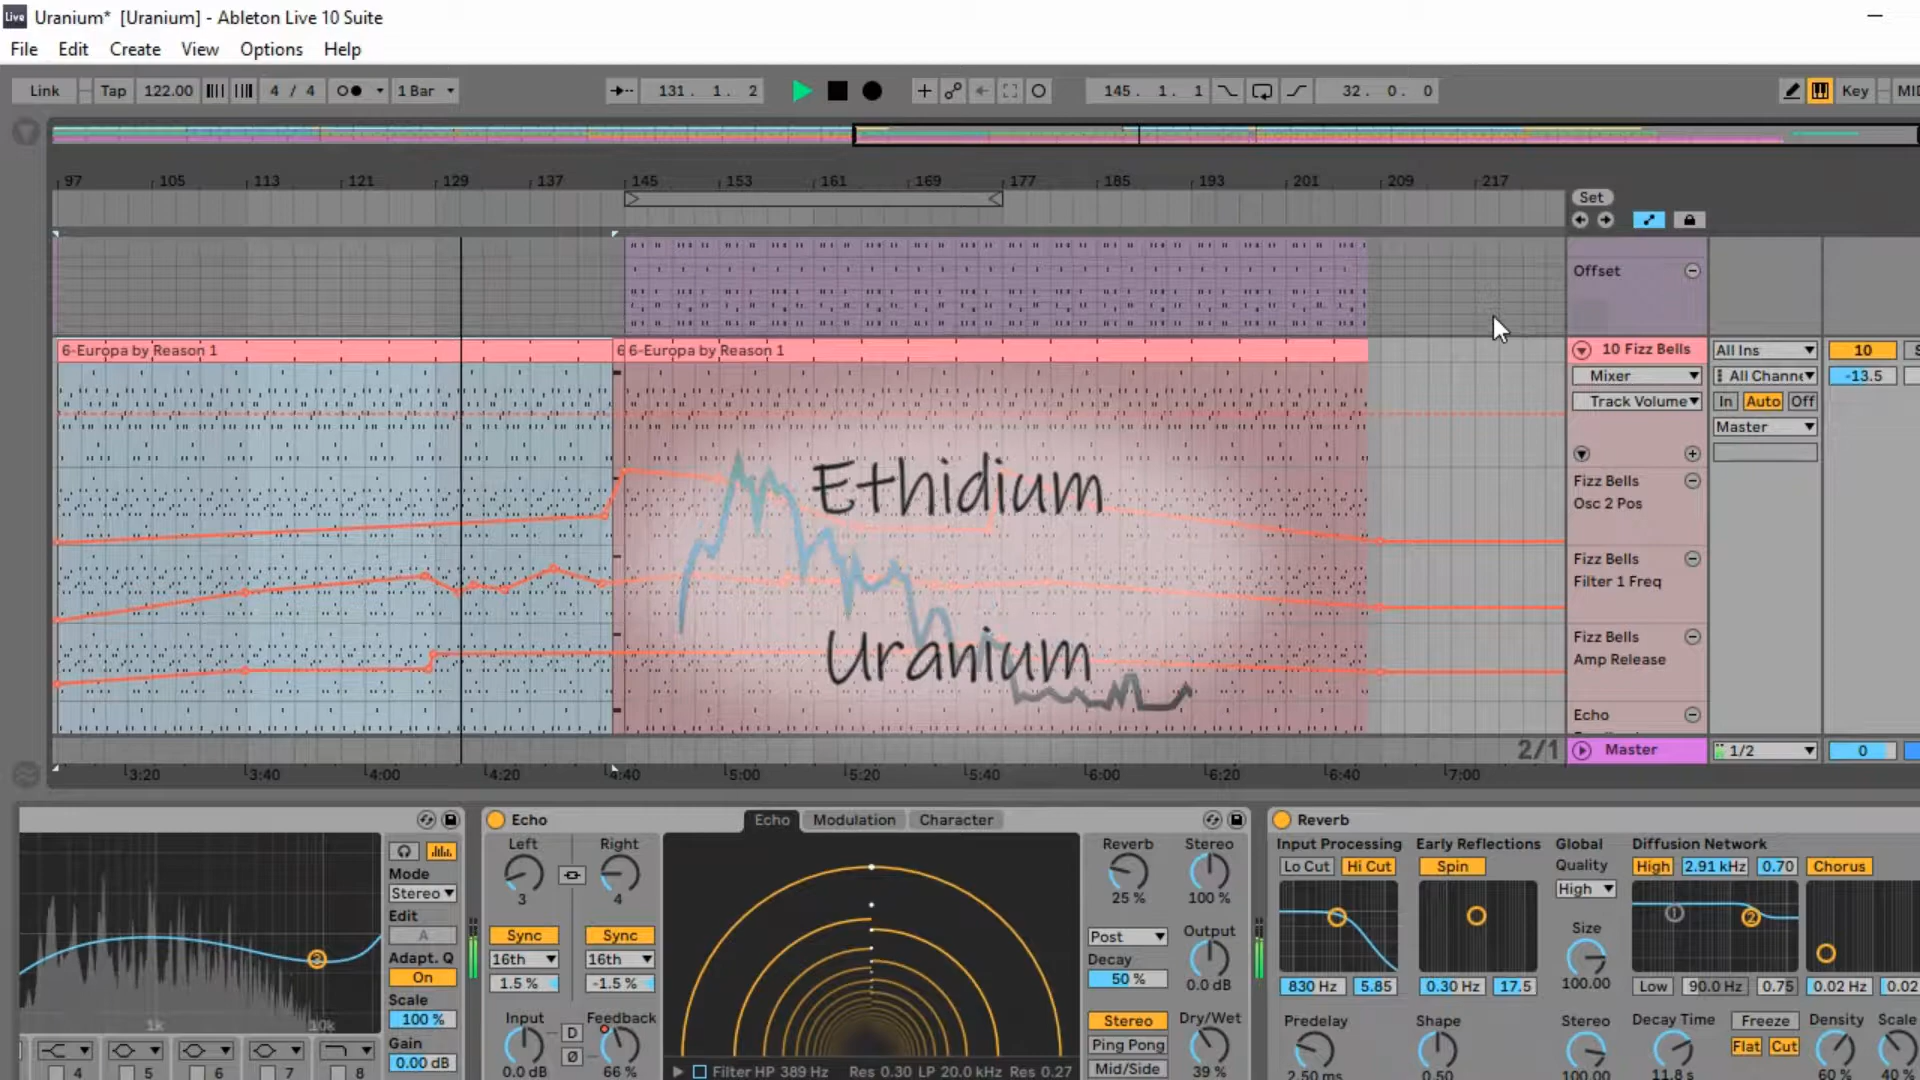 Live Uranium* [Uranium] - Ableton Live 10 Suite
File Edit Create View Options Help
Link Tap 122.00 4 / 4 1 Bar 131. 1. 2 145. 1. 1 32. 0. 0 Key
97 105 113 121 129 137 145 153 161 169 177 185 193 201 209 217
Set
Offset
6-Europa by Reason 1 6 6-Europa by Reason 1 10 Fizz Bells All Ins 10 S
Mixer -13.5
Track Volume In Auto Off
Master
Ethidium
Fizz Bells
Osc 2 Pos
Fizz Bells
Filter 1 Freq
Uranium
Fizz Bells
Amp Release
Echo
2/1 Master 1/2 0
3:20 3:40 4:00 4:20 4:40 5:00 5:20 5:40 6:00 6:20 6:40 7:00
Echo Echo Modulation Character Reverb
Left Right Reverb Stereo Input Processing Early Reflections Global Diffusion Network
Lo Cut Hi Cut Spin Quality High 2.91 kHz 0.70 Chorus
Mode
Stereo 3 4 25 % 100 % High 1 2
Edit
A Sync Sync Post Output Size
Adapt. Q 16th 16th Decay
On 1.5 % -1.5 % 50 % 0.0 dB 830 Hz 5.85 0.30 Hz 17.5 100.00 Low 90.0 Hz 0.75 0.02 Hz 0.02
Scale
100 % Input D Feedback Stereo Dry/Wet Predelay Shape Stereo Decay Time Freeze Density Scale
1k 10k
Gain Ø Ping Pong Flat Cut
4 5 6 7 8 0.00 dB 0.0 dB 66 % Filter HP 389 Hz Res 0.30 LP 20.0 kHz Res 0.27 Mid/Side 39 % 2.50 ms 0.50 100.00 11.8 s 60 % 40 %